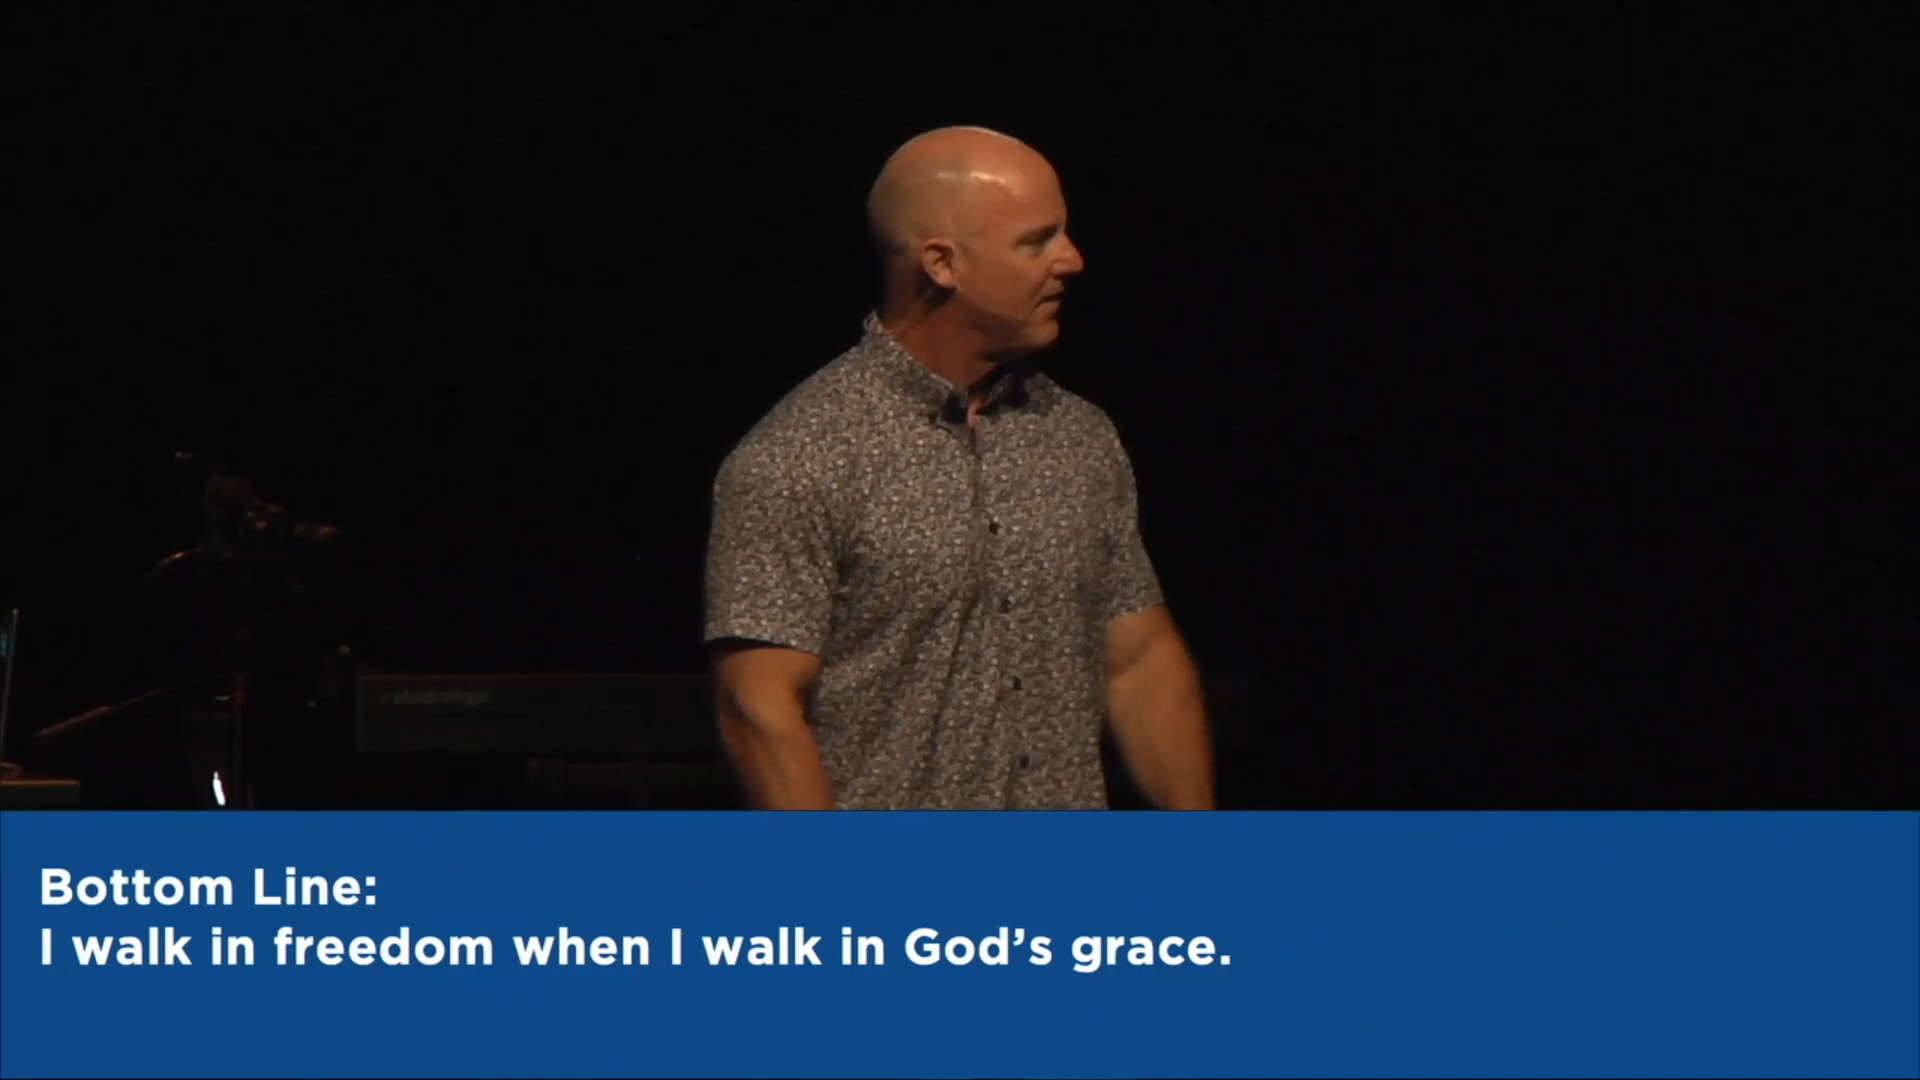 Bottom Line:
I walk in freedom when I walk in God’s grace.